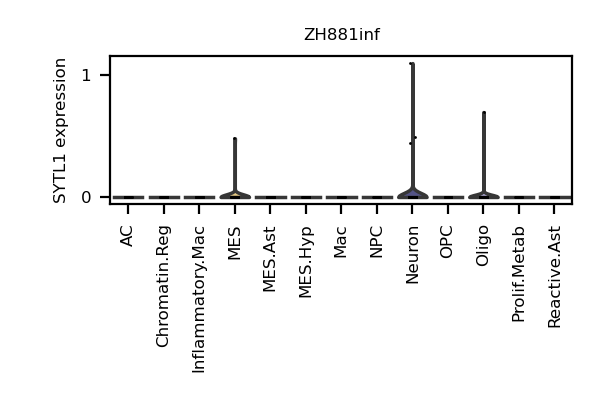 ZH881inf
SYTL1 expression
1
0
AC
Chromatin.Reg
Inflammatory.Mac
MES
MES.Ast
MES.Hyp
Mac
NPC
Neuron
OPC
Oligo
Prolif.Metab
Reactive.Ast